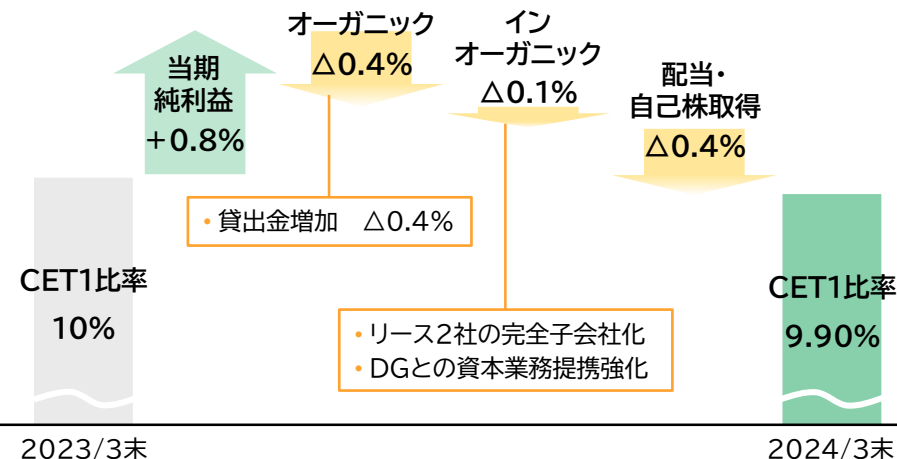 当期
純利益
+0.8%
オーガニック
△0.4%
イン
オーガニック
△0.1%
配当・
自己株取得
△0.4%
・貸出金増加　△0.4%
CET1比率
10%
・リース2社の完全子会社化
・DGとの資本業務提携強化
CET1比率
9.90%
2023/3末
2024/3末